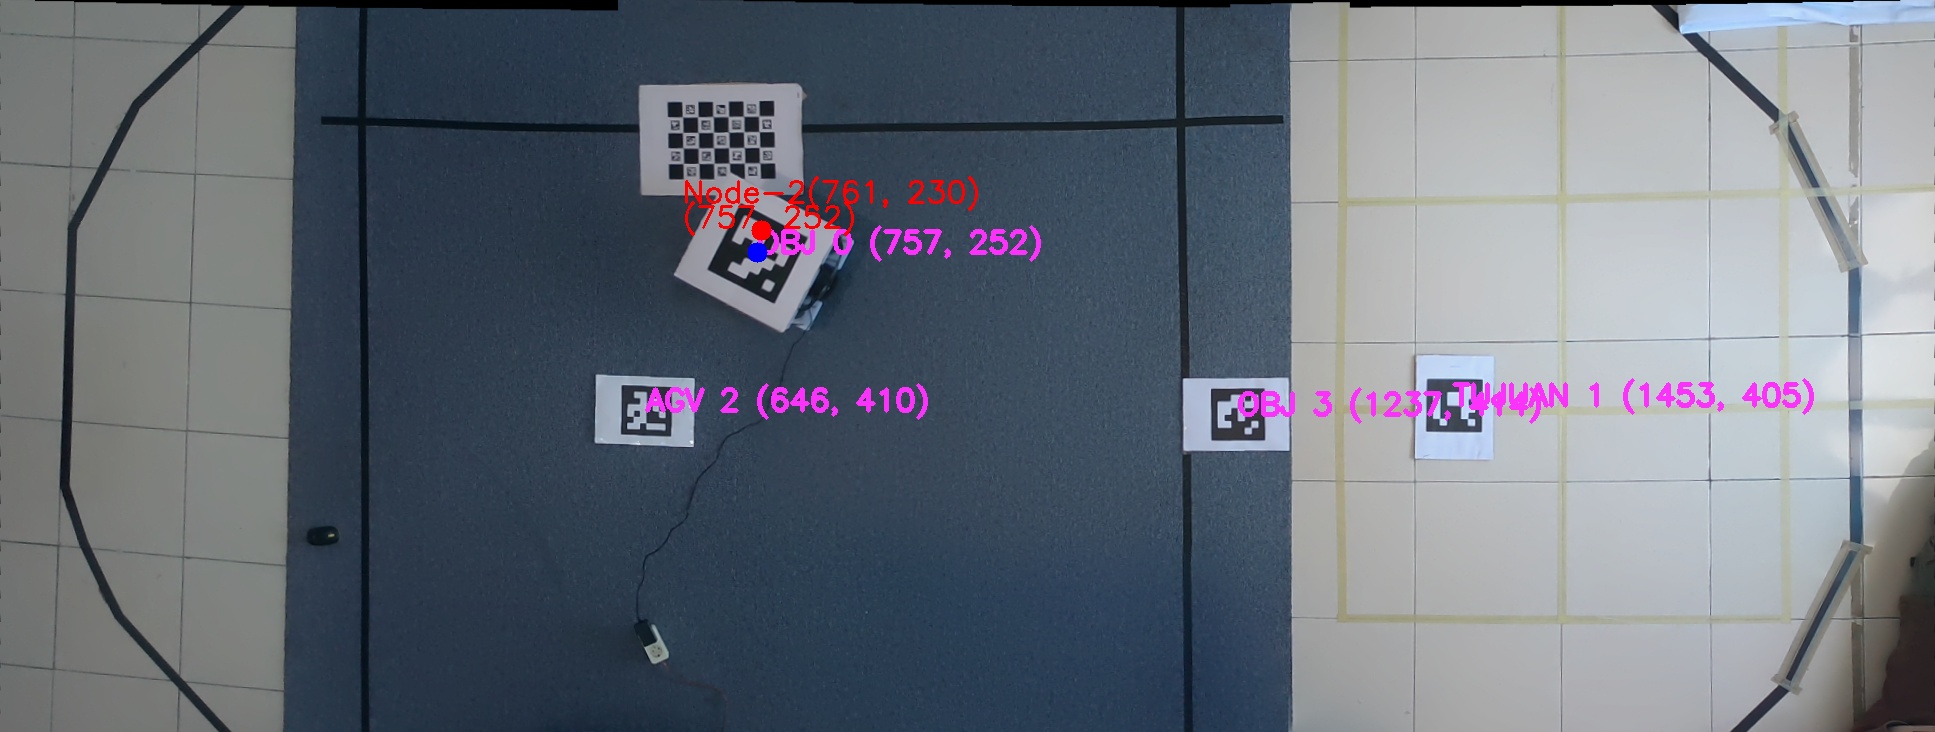 Node-2(761, 230)
(757, 252)
OBJ 0 (757, 252)
AGV 2 (646, 410)
OBJ 3 (1237, 414)
TUJUAN 1 (1453, 405)